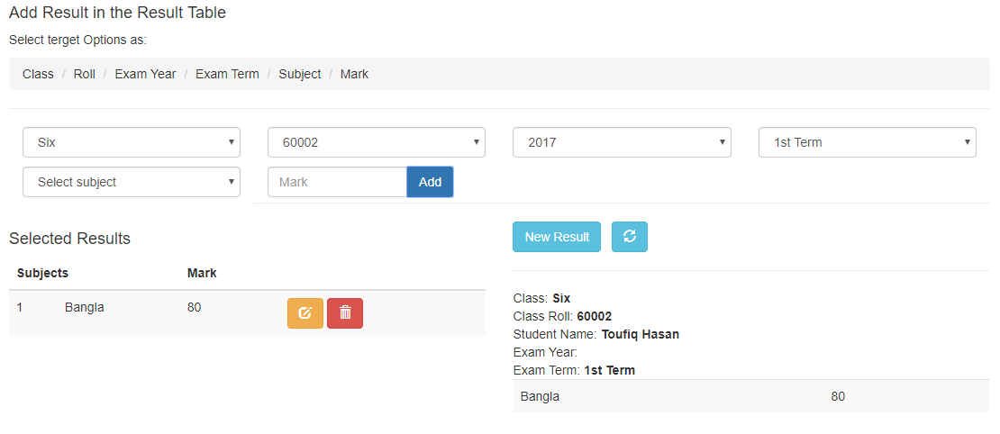 Add Result in the Result Table
Select terget Options as:
Class / Roll / Exam Year / Exam Term / Subject / Mark
Six 60002 2017 1st Term
Select subject Mark Add
Selected Results
Subjects Mark
1 Bangla 80
New Result
Class: Six
Class Roll: 60002
Student Name: Toufiq Hasan
Exam Year:
Exam Term: 1st Term
Bangla 80